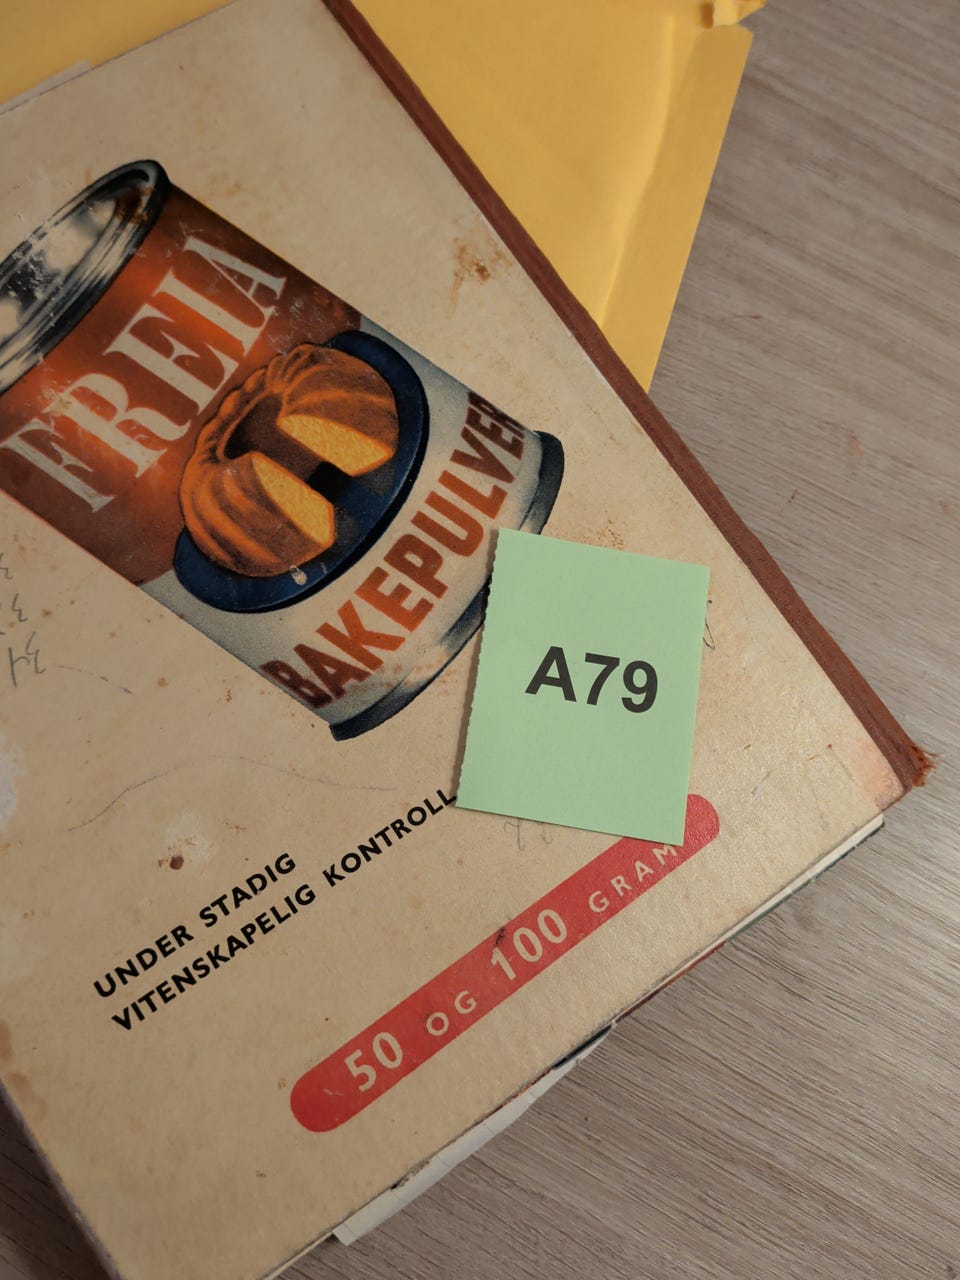 FREIA
BAKEPULVER
A79
UNDER STADIG
VITENSKAPELIG KONTROLL
50 OG 100 GRAM